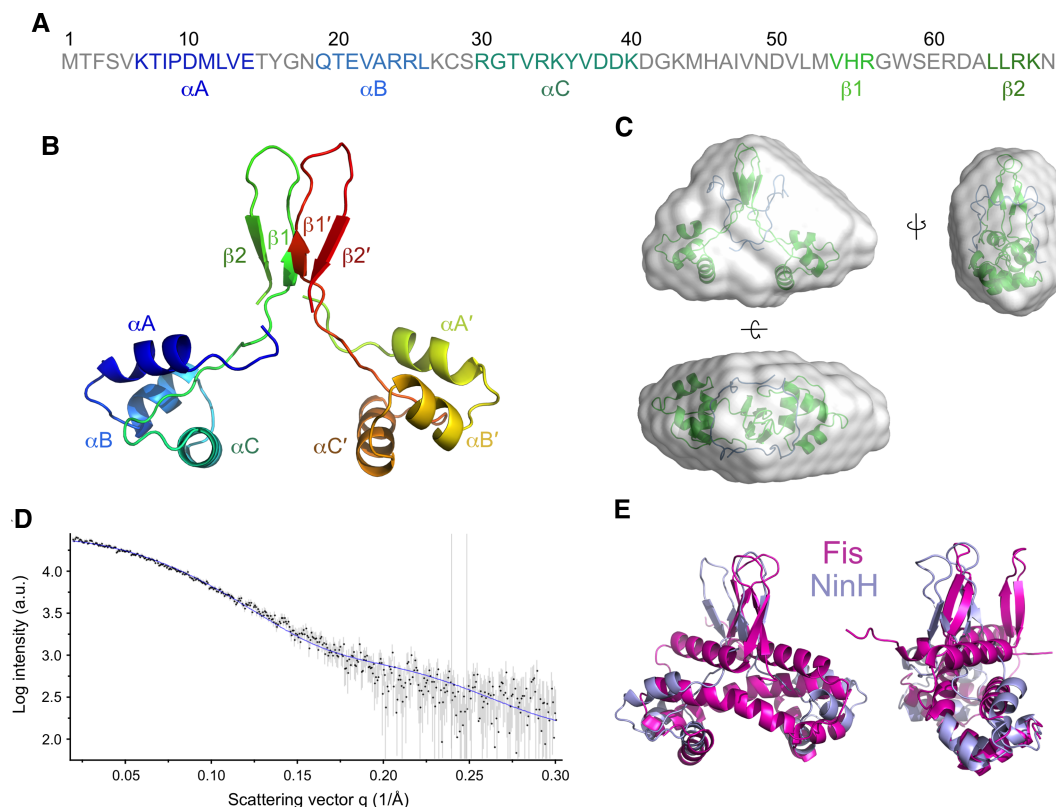 A
1 10 20 30 40 50 60
MTFSVKTIPDMLVETYGNQTEVARRLKCSRGTVRKYVDDKDGKMHAIVNDVLMVHRGWSERDALLRKN
αA αB αC β1 β2
B
β2 β1 β1′ β2′
αA αA′
αB αC αC′ αB′
C
D
Log intensity (a.u.)
4.0
3.5
3.0
2.5
2.0
0.05 0.10 0.15 0.20 0.25 0.30
Scattering vector q (1/Å)
E
Fis
NinH